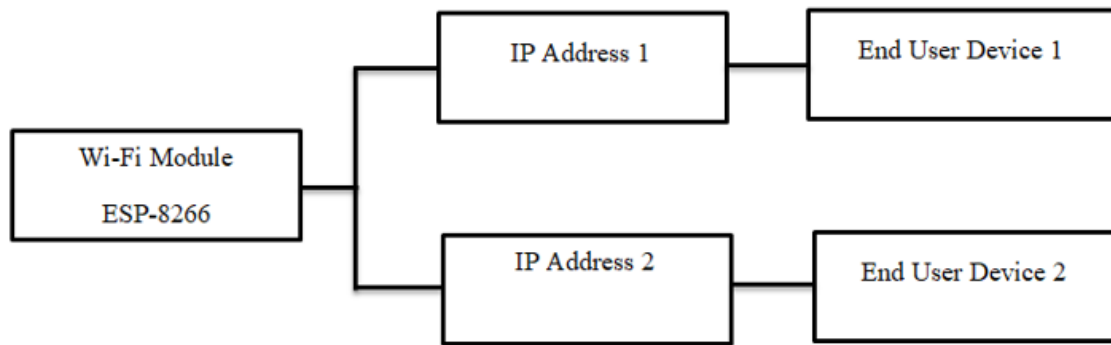 IP Address 1
End User Device 1
Wi-Fi Module
ESP-8266
IP Address 2
End User Device 2